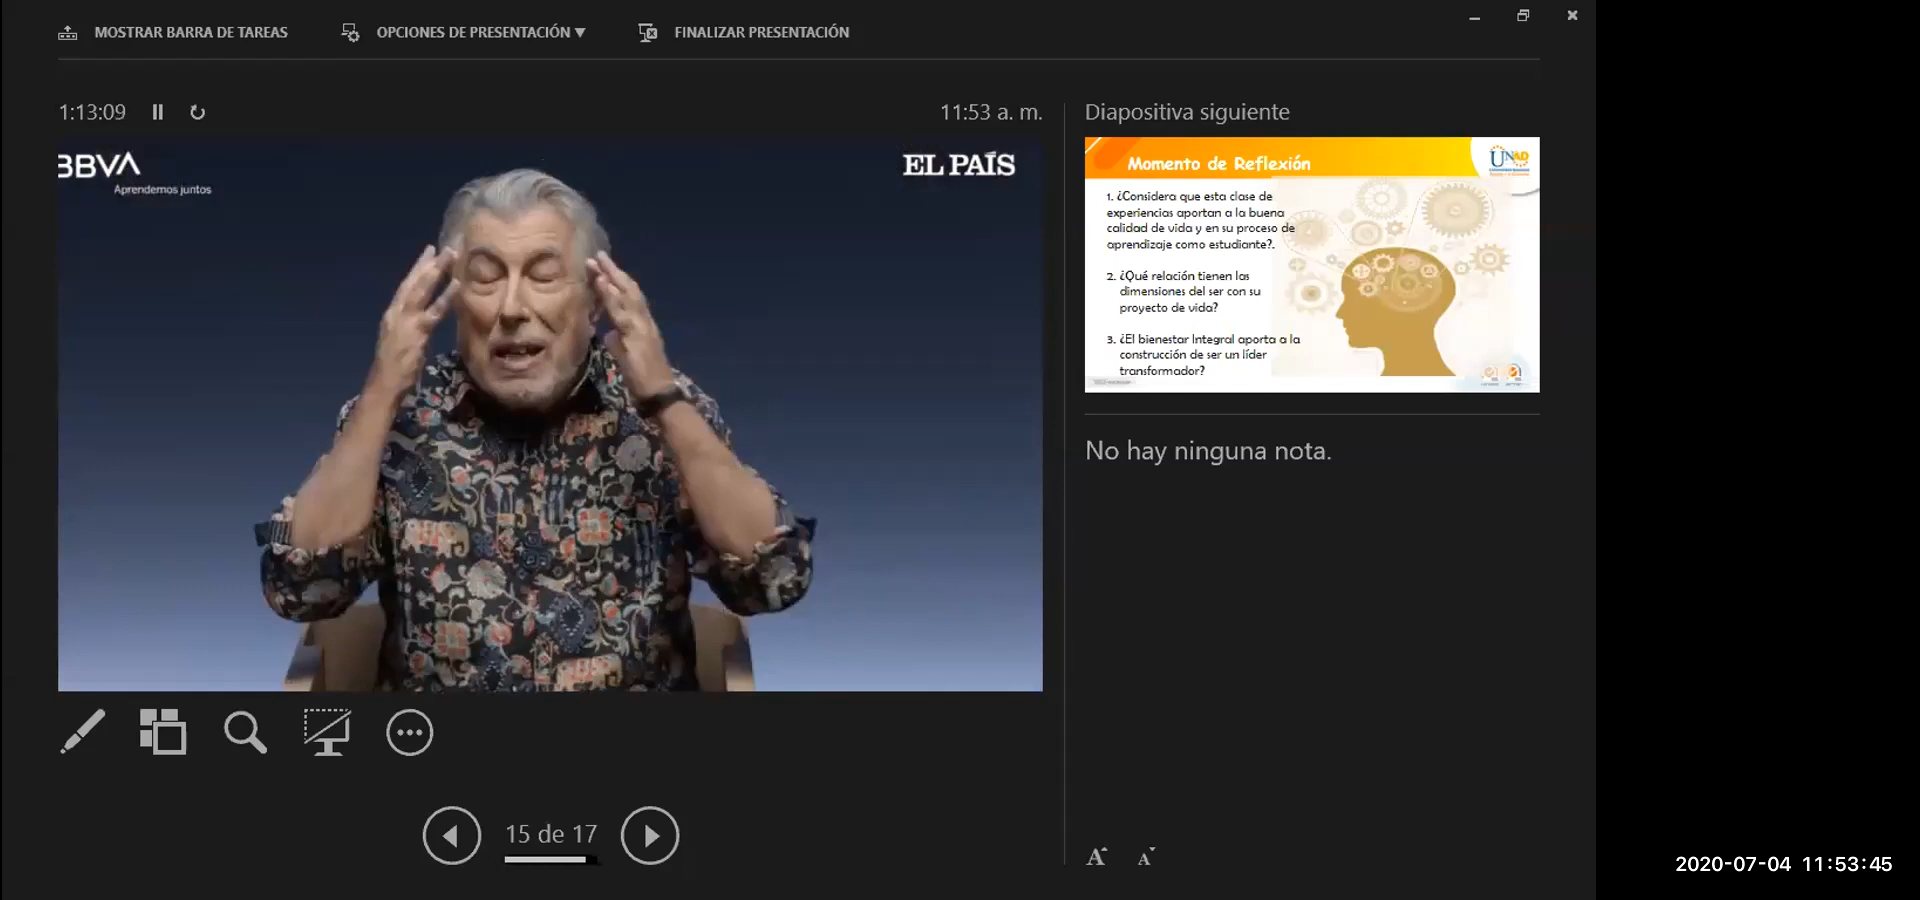 MOSTRAR BARRA DE TAREAS
OPCIONES DE PRESENTACIÓN
FINALIZAR PRESENTACIÓN
1:13:09
11:53 a. m.
BBVA
Aprendemos juntos
EL PAÍS
Diapositiva siguiente
Momento de Reflexión
UNAD
1. ¿Considera que esta clase de
experiencias aportan a la buena
calidad de vida y en su proceso de
aprendizaje como estudiante?.
2. ¿Qué relación tienen las
dimensiones del ser con su
proyecto de vida?
3. ¿El bienestar Integral aporta a la
construcción de ser un líder
transformador?
No hay ninguna nota.
15 de 17
A A
2020-07-04 11:53:45